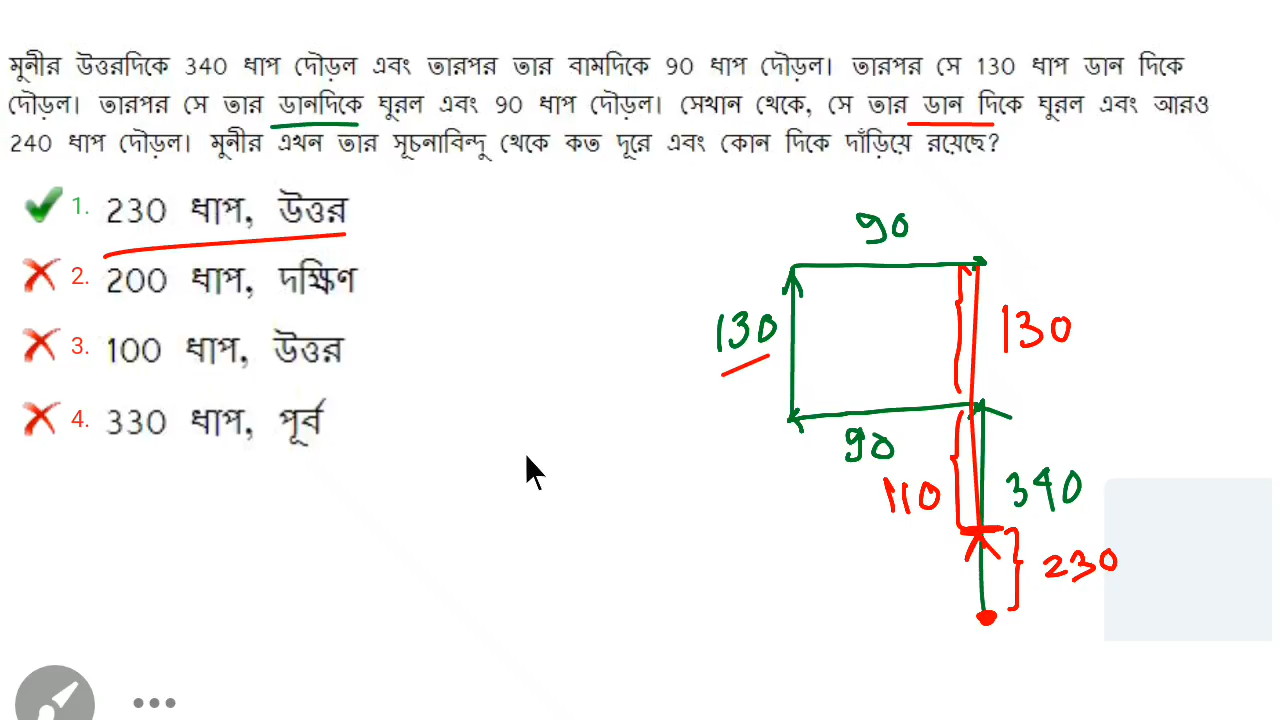 মুনীর উত্তরদিকে 340 ধাপ দৌড়ল এবং তারপর তার বামদিকে 90 ধাপ দৌড়ল। তারপর সে 130 ধাপ ডান দিকে
দৌড়ল। তারপর সে তার ডানদিকে ঘুরল এবং 90 ধাপ দৌড়ল। সেখান থেকে, সে তার ডান দিকে ঘুরল এবং আরও
240 ধাপ দৌড়ল। মুনীর এখন তার সূচনাবিন্দু থেকে কত দূরে এবং কোন দিকে দাঁড়িয়ে রয়েছে?
1. 230 ধাপ, উত্তর
2. 200 ধাপ, দক্ষিণ
3. 100 ধাপ, উত্তর
4. 330 ধাপ, পূর্ব
90
130
130
90
110
340
230